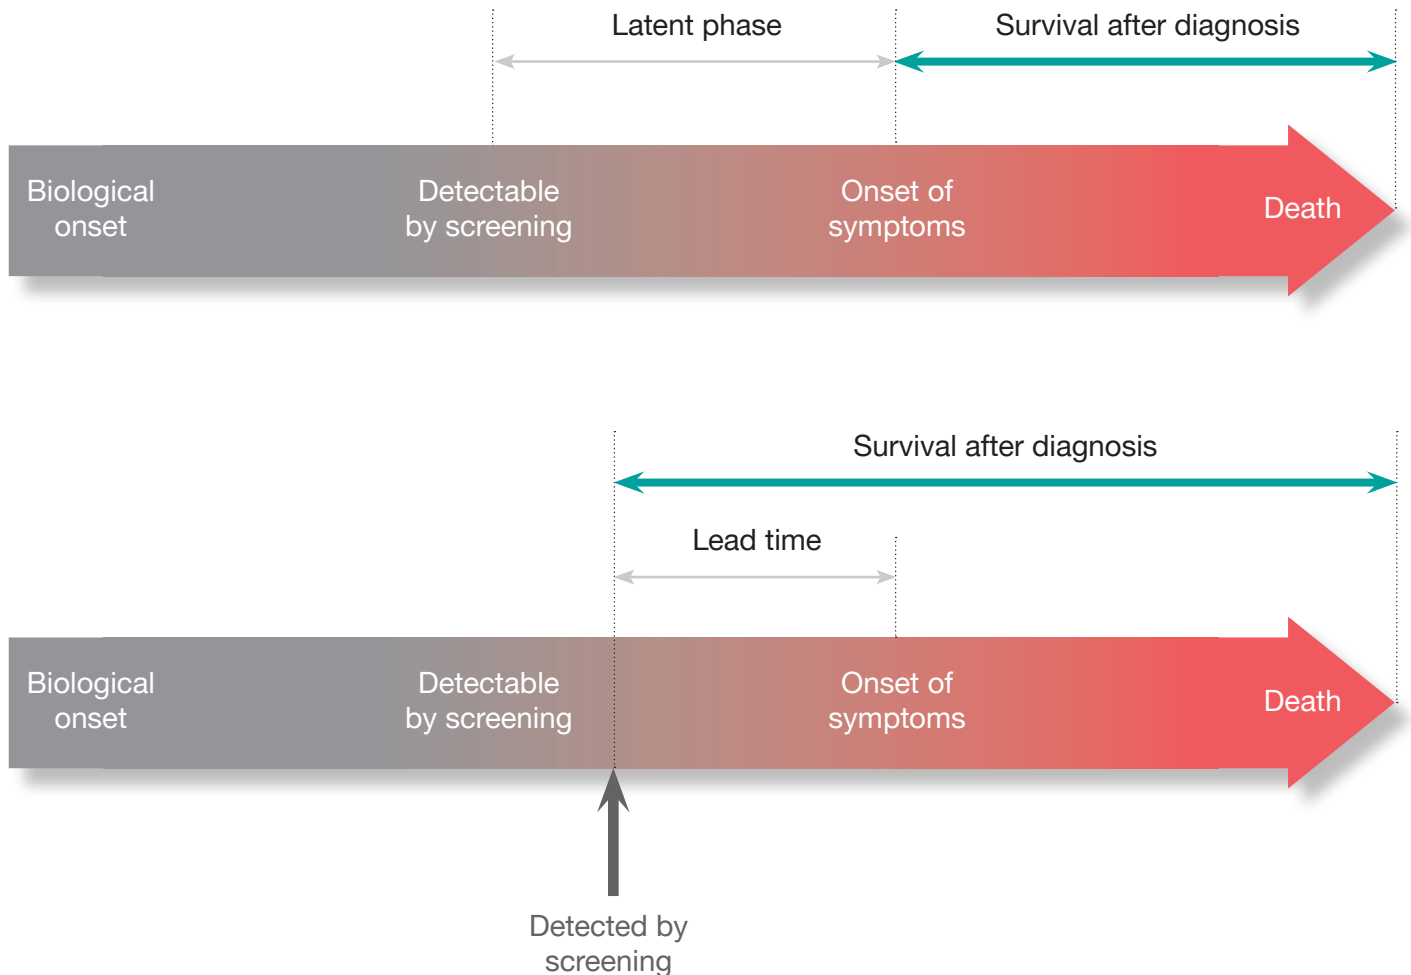 Latent phase
Survival after diagnosis
Biological
onset
Detectable
by screening
Onset of
symptoms
Death
Survival after diagnosis
Lead time
Biological
onset
Detectable
by screening
Onset of
symptoms
Death
Detected by
screening